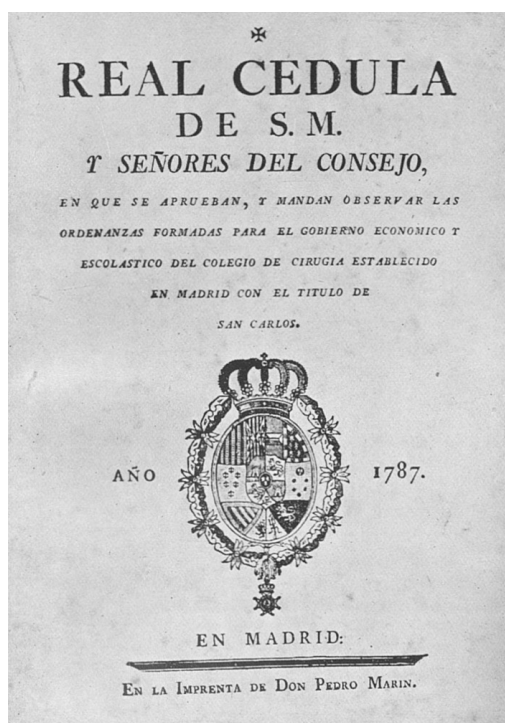 REAL CEDULA
DE S. M.
Y SEÑORES DEL CONSEJO,
EN QUE SE APRUEBAN, Y MANDAN OBSERVAR LAS
ORDENANZAS FORMADAS PARA EL GOBIERNO ECONOMICO Y
ESCOLASTICO DEL COLEGIO DE CIRUGIA ESTABLECIDO
EN MADRID CON EL TITULO DE
SAN CARLOS.
AÑO 1787.
EN MADRID:
EN LA IMPRENTA DE DON PEDRO MARIN.